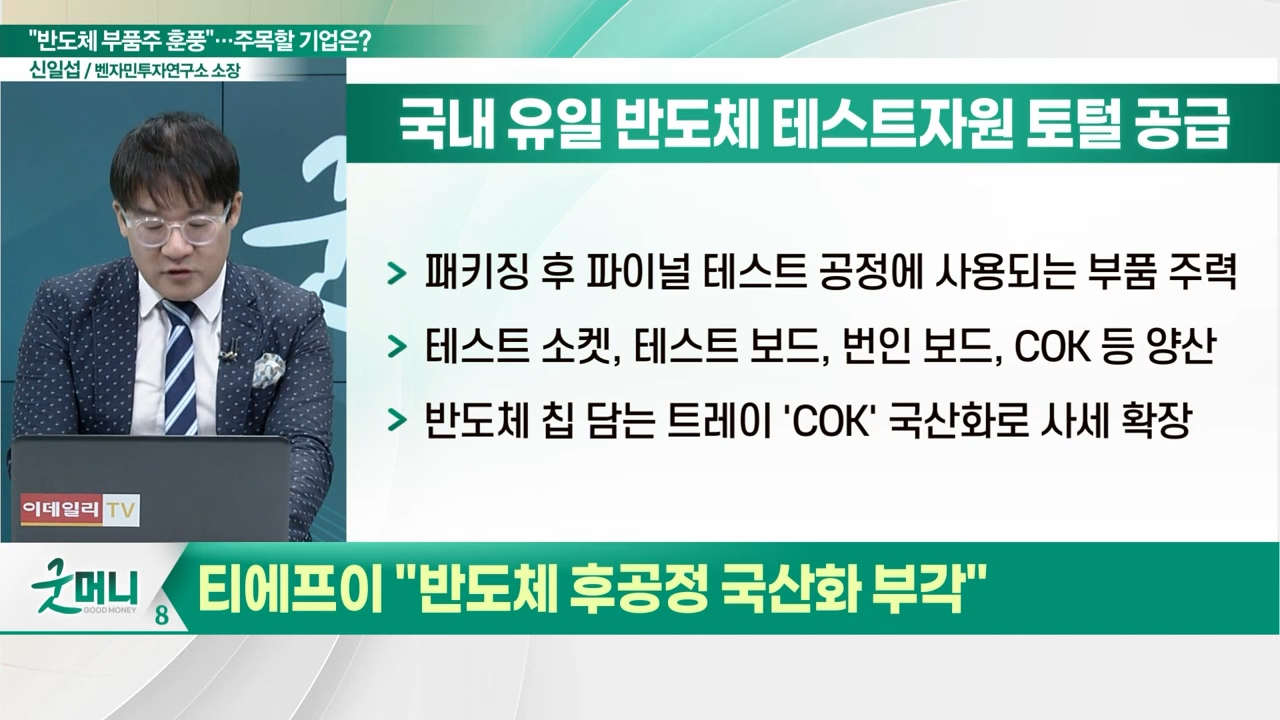 "반도체 부품주 훈풍"…주목할 기업은?
신일섭 / 벤자민투자연구소 소장
국내 유일 반도체 테스트자원 토털 공급
> 패키징 후 파이널 테스트 공정에 사용되는 부품 주력
> 테스트 소켓, 테스트 보드, 번인 보드, COK 등 양산
> 반도체 칩 담는 트레이 'COK' 국산화로 사세 확장
이데일리 TV
굿머니
GOOD MONEY
8
티에프이 "반도체 후공정 국산화 부각"